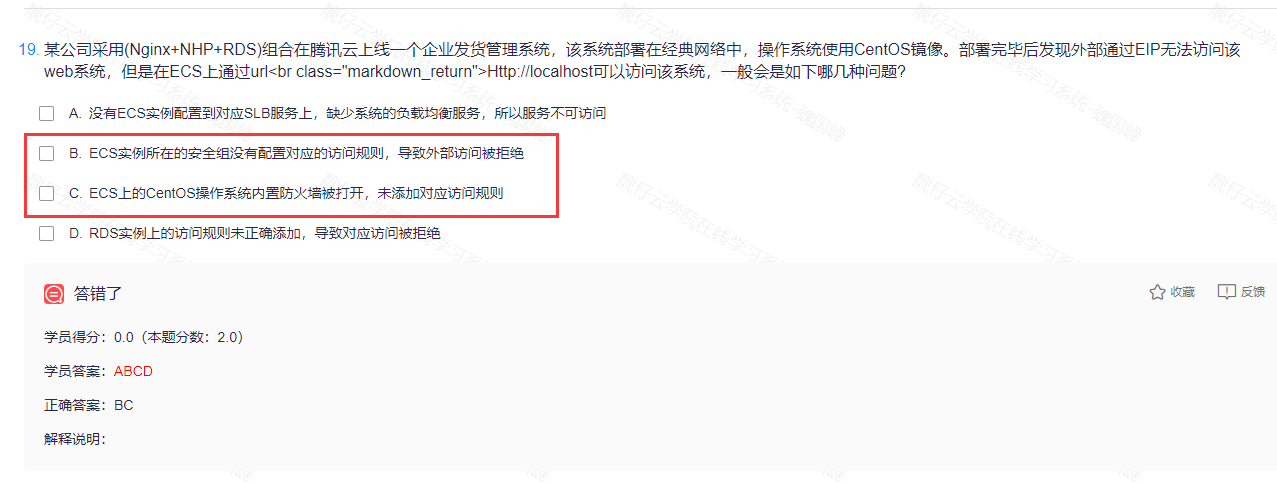 19. 某公司采用(Nginx+NHP+RDS)组合在腾讯云上线一个企业发货管理系统，该系统部署在经典网络中，操作系统使用CentOS镜像。部署完毕后发现外部通过EIP无法访问该
web系统，但是在ECS上通过url<br class="markdown_return">Http://localhost可以访问该系统，一般会是如下哪几种问题?
A. 没有ECS实例配置到对应SLB服务上，缺少系统的负载均衡服务，所以服务不可访问
B. ECS实例所在的安全组没有配置对应的访问规则，导致外部访问被拒绝
C. ECS上的CentOS操作系统内置防火墙被打开，未添加对应访问规则
D. RDS实例上的访问规则未正确添加，导致对应访问被拒绝
答错了
收藏 反馈
学员得分：0.0（本题分数：2.0）
学员答案：ABCD
正确答案：BC
解释说明：
靓仔云学院在线学习系统 魏国峰